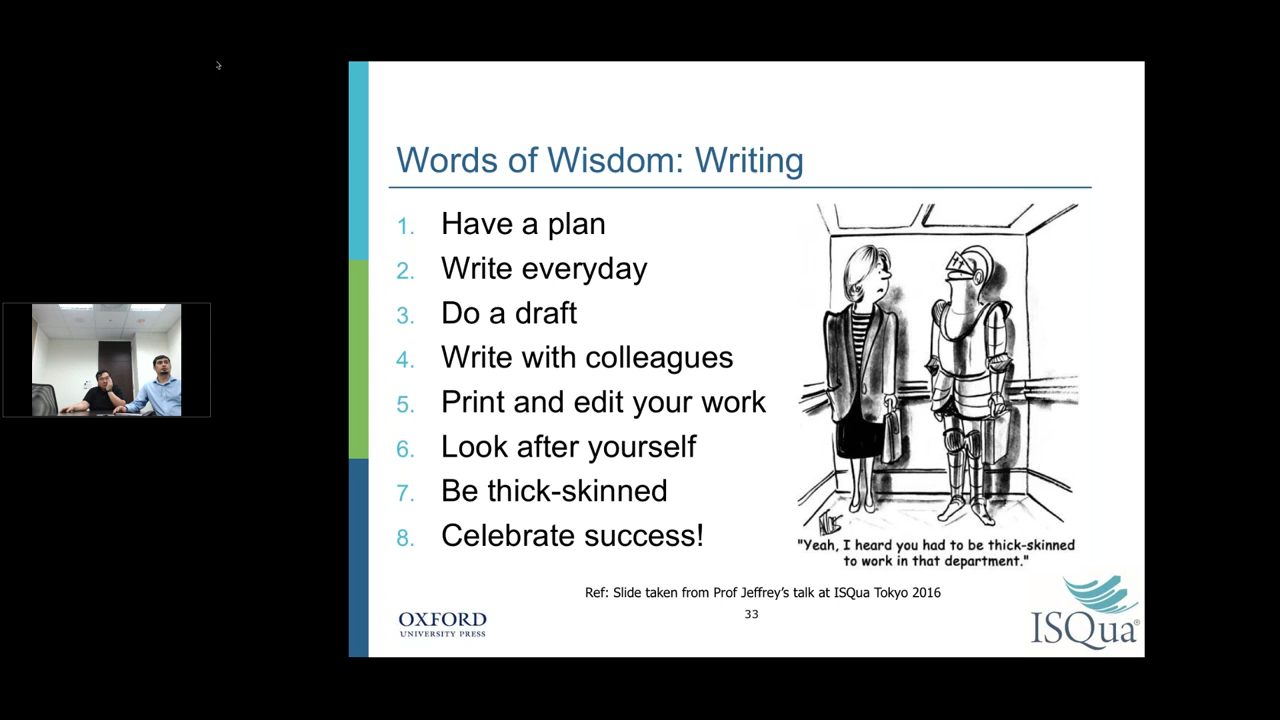 Words of Wisdom: Writing
1. Have a plan
2. Write everyday
3. Do a draft
4. Write with colleagues
5. Print and edit your work
6. Look after yourself
7. Be thick-skinned
8. Celebrate success!
"Yeah, I heard you had to be thick-skinned
to work in that department."
Ref: Slide taken from Prof Jeffrey's talk at ISQua Tokyo 2016
33
OXFORD
UNIVERSITY PRESS
ISQua®